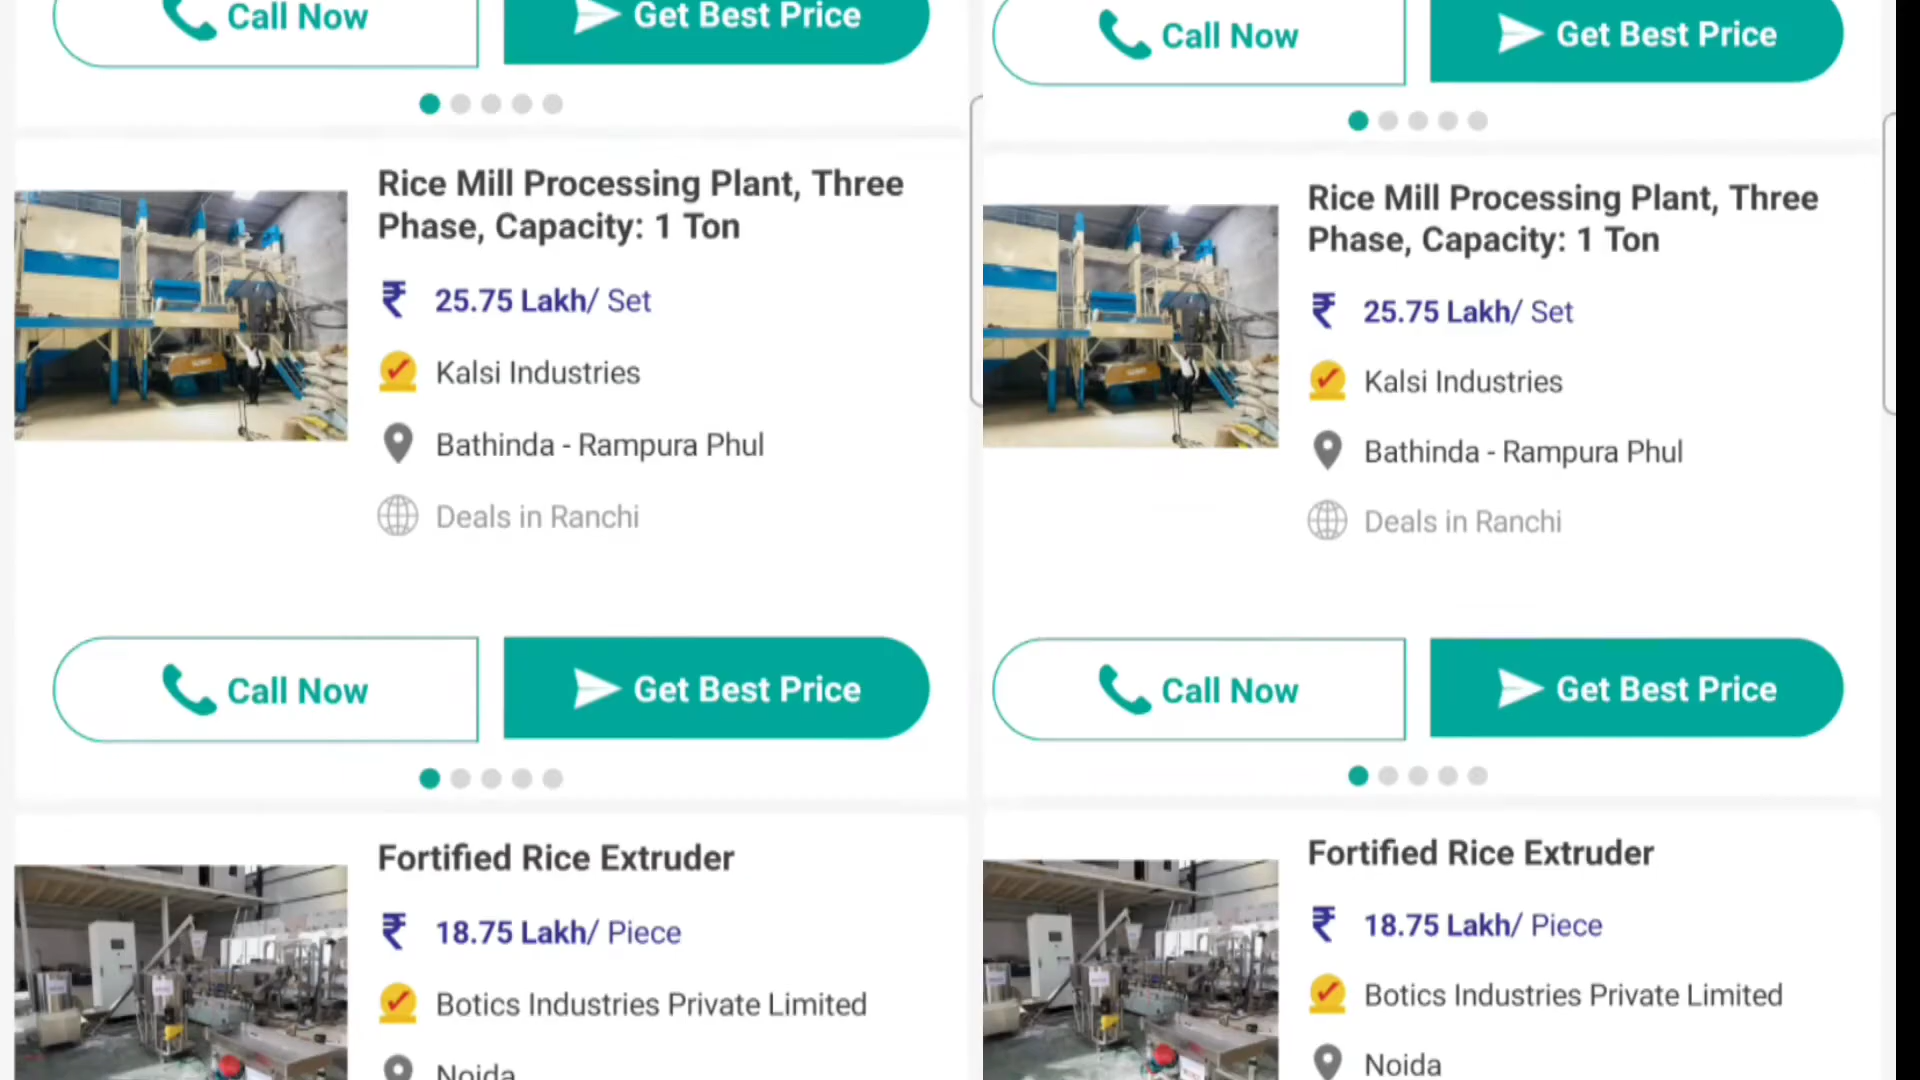 Call Now
Get Best Price
Rice Mill Processing Plant, Three
Phase, Capacity: 1 Ton
₹ 25.75 Lakh/ Set
Kalsi Industries
Bathinda - Rampura Phul
Deals in Ranchi
Call Now
Get Best Price
Fortified Rice Extruder
₹ 18.75 Lakh/ Piece
Botics Industries Private Limited
Noida
Call Now
Get Best Price
Rice Mill Processing Plant, Three
Phase, Capacity: 1 Ton
₹ 25.75 Lakh/ Set
Kalsi Industries
Bathinda - Rampura Phul
Deals in Ranchi
Call Now
Get Best Price
Fortified Rice Extruder
₹ 18.75 Lakh/ Piece
Botics Industries Private Limited
Noida